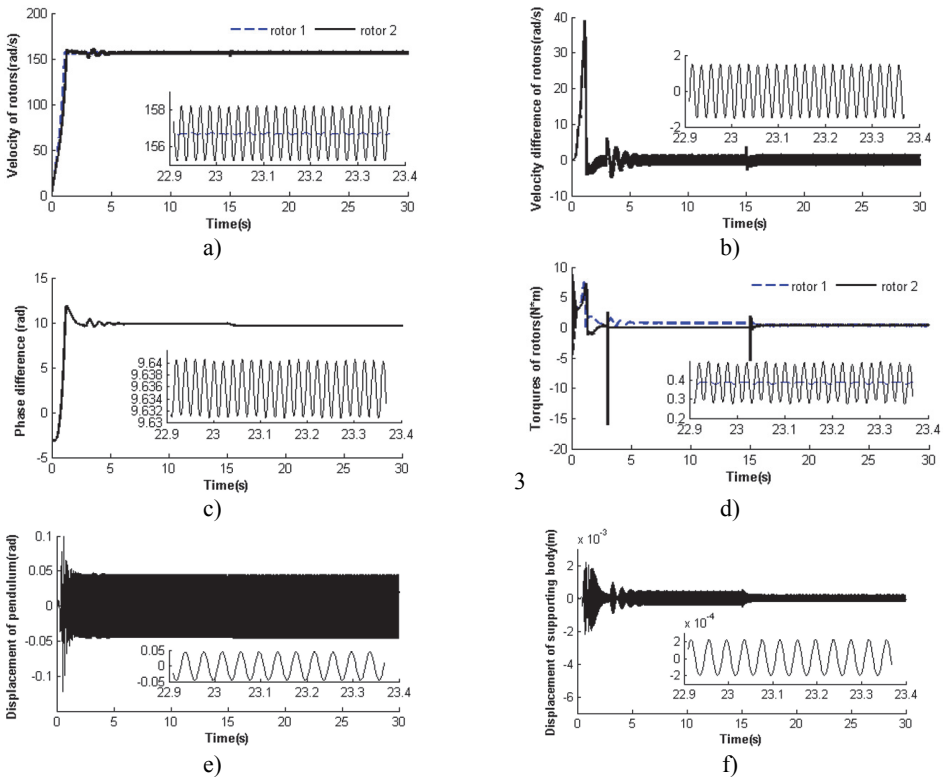 200
150
100
50
0
Velocity of rotors(rad/s)
rotor 1
rotor 2
158
156
22.9 23 23.1 23.2 23.3 23.4
0 5 10 15 20 25 30
Time(s)
a)
40
30
20
10
0
-10
Velocity difference of rotors(rad/s)
2
0
-2
22.9 23 23.1 23.2 23.3 23.4
0 5 10 15 20 25 30
Time(s)
b)
15
10
5
0
-5
Phase difference (rad)
9.64
9.638
9.636
9.634
9.632
9.63
22.9 23 23.1 23.2 23.3 23.4
0 5 10 15 20 25 30
Time(s)
c)
10
5
0
-5
-10
-15
-20
Torqures of rotors(N*m)
rotor 1
rotor 2
0.4
0.3
0.2
22.9 23 23.1 23.2 23.3 23.4
0 5 10 15 20 25 30
Time(s)
3
d)
0.1
0.05
0
-0.05
-0.1
Displacement of pendulum(rad)
0.05
0
-0.05
22.9 23 23.1 23.2 23.3 23.4
0 5 10 15 20 25 30
Time(s)
e)
x 10⁻³
2
0
-2
-4
-6
Displacement of supporting body(m)
x 10⁻⁴
2
0
-2
22.9 23 23.1 23.2 23.3 23.4
0 5 10 15 20 25 30
Time(s)
f)